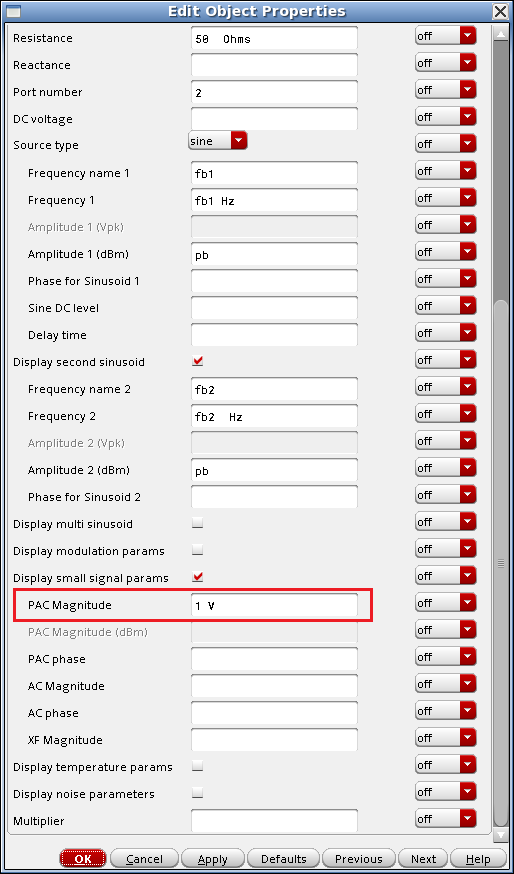 Edit Object Properties
Resistance 50 Ohms off
Reactance off
Port number 2 off
DC voltage off
Source type sine off
Frequency name 1 fb1 off
Frequency 1 fb1 Hz off
Amplitude 1 (Vpk) off
Amplitude 1 (dBm) pb off
Phase for Sinusoid 1 off
Sine DC level off
Delay time off
Display second sinusoid off
Frequency name 2 fb2 off
Frequency 2 fb2 Hz off
Amplitude 2 (Vpk) off
Amplitude 2 (dBm) pb off
Phase for Sinusoid 2 off
Display multi sinusoid off
Display modulation params off
Display small signal params off
PAC Magnitude 1 V off
PAC Magnitude (dBm) off
PAC phase off
AC Magnitude off
AC phase off
XF Magnitude off
Display temperature params off
Display noise parameters off
Multiplier off
OK Cancel Apply Defaults Previous Next Help